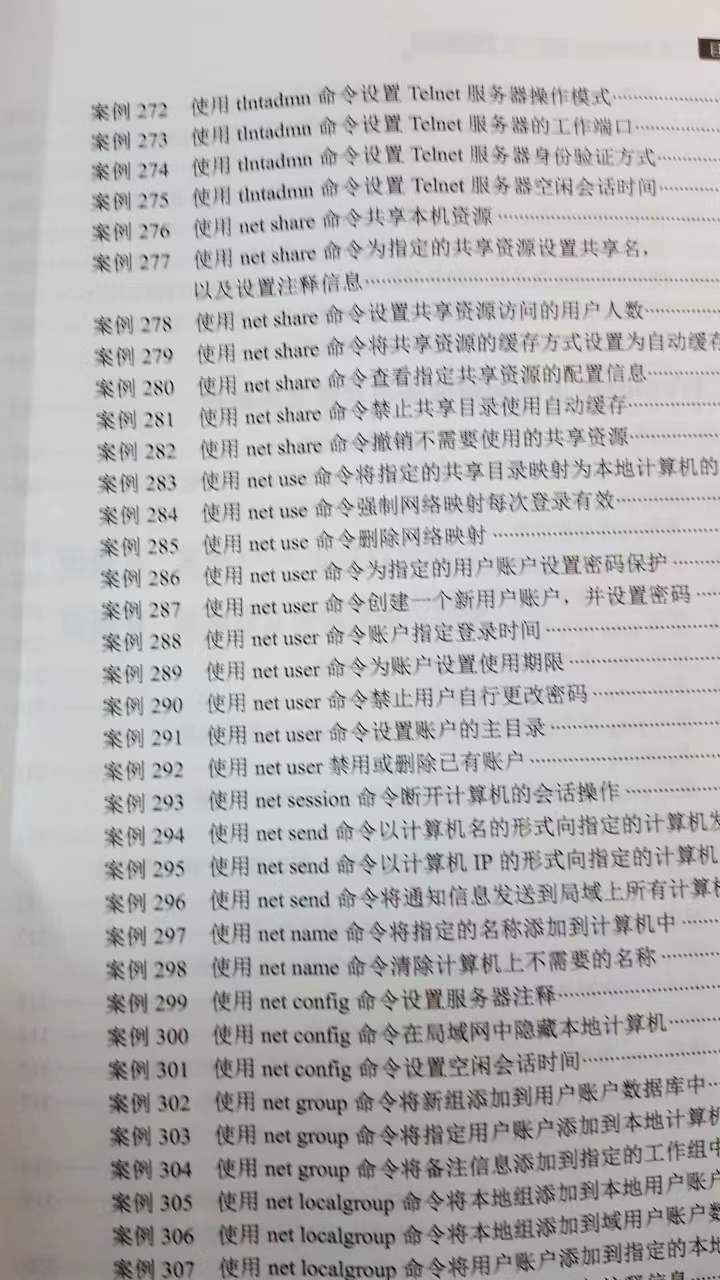 案例 272 使用 tlntadmn 命令设置 Telnet 服务器操作模式
案例 273 使用 tlntadmn 命令设置 Telnet 服务器的工作端口
案例 274 使用 tlntadmn 命令设置 Telnet 服务器身份验证方式
案例 275 使用 tlntadmn 命令设置 Telnet 服务器空闲会话时间
案例 276 使用 net share 命令共享本机资源
案例 277 使用 net share 命令为指定的共享资源设置共享名，
以及设置注释信息
案例 278 使用 net share 命令设置共享资源访问的用户人数
案例 279 使用 net share 命令将共享资源的缓存方式设置为自动缓存
案例 280 使用 net share 命令查看指定共享资源的配置信息
案例 281 使用 net share 命令禁止共享目录使用自动缓存
案例 282 使用 net share 命令撤销不需要使用的共享资源
案例 283 使用 net use 命令将指定的共享目录映射为本地计算机的
案例 284 使用 net use 命令强制网络映射每次登录有效
案例 285 使用 net use 命令删除网络映射
案例 286 使用 net user 命令为指定的用户账户设置密码保护
案例 287 使用 net user 命令创建一个新用户账户，并设置密码
案例 288 使用 net user 命令账户指定登录时间
案例 289 使用 net user 命令为账户设置使用期限
案例 290 使用 net user 命令禁止用户自行更改密码
案例 291 使用 net user 命令设置账户的主目录
案例 292 使用 net user 禁用或删除已有账户
案例 293 使用 net session 命令断开计算机的会话操作
案例 294 使用 net send 命令以计算机名的形式向指定的计算机发
案例 295 使用 net send 命令以计算机 IP 的形式向指定的计算机
案例 296 使用 net send 命令将通知信息发送到局域上所有计算机
案例 297 使用 net name 命令将指定的名称添加到计算机中
案例 298 使用 net name 命令清除计算机上不需要的名称
案例 299 使用 net config 命令设置服务器注释
案例 300 使用 net config 命令在局域网中隐藏本地计算机
案例 301 使用 net config 命令设置空闲会话时间
案例 302 使用 net group 命令将新组添加到用户账户数据库中
案例 303 使用 net group 命令将指定用户账户添加到本地计算机
案例 304 使用 net group 命令将备注信息添加到指定的工作组中
案例 305 使用 net localgroup 命令将本地组添加到本地用户账户
案例 306 使用 net localgroup 命令将本地组添加到域用户账户数
案例 307 使用 net localgroup 命令将用户账户添加到指定的本地